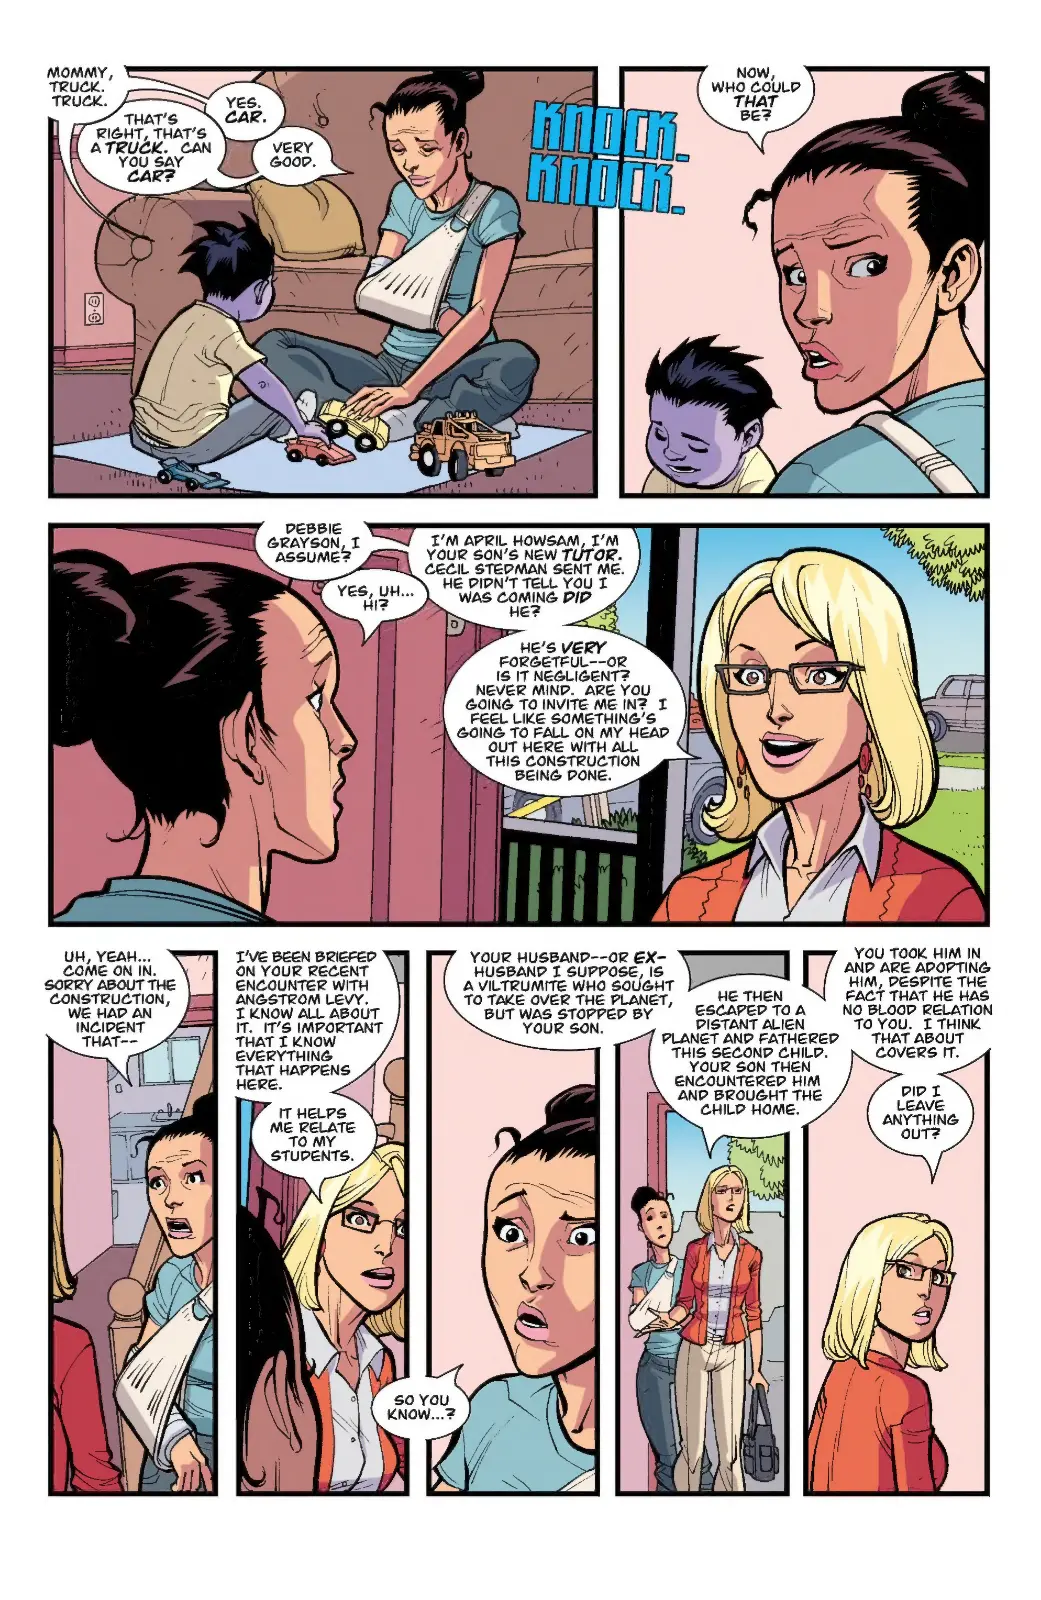 MOMMY,
TRUCK.
TRUCK.
THAT'S
RIGHT, THAT'S
A TRUCK. CAN
YOU SAY
CAR?
YES.
CAR.
VERY
GOOD.
KNOCK.
KNOCK.
NOW,
WHO COULD
THAT
BE?
DEBBIE
GRAYSON, I
ASSUME?
YES, UH...
HI?
I'M APRIL HOWSAM, I'M
YOUR SON'S NEW TUTOR.
CECIL STEDMAN SENT ME.
HE DIDN'T TELL YOU I
WAS COMING DID
HE?
HE'S VERY
FORGETFUL--OR
IS IT NEGLIGENT?
NEVER MIND. ARE YOU
GOING TO INVITE ME IN? I
FEEL LIKE SOMETHING'S
GOING TO FALL ON MY HEAD
OUT HERE WITH ALL
THIS CONSTRUCTION
BEING DONE.
UH, YEAH...
COME ON IN.
SORRY ABOUT THE
CONSTRUCTION,
WE HAD AN
INCIDENT
THAT--
I'VE BEEN BRIEFED
ON YOUR RECENT
ENCOUNTER WITH
ANGSTROM LEVY.
I KNOW ALL ABOUT
IT. IT'S IMPORTANT
THAT I KNOW
EVERYTHING
THAT HAPPENS
HERE.
IT HELPS
ME RELATE
TO MY
STUDENTS.
SO YOU
KNOW...?
YOUR HUSBAND--OR EX-
HUSBAND I SUPPOSE, IS
A VILTRUMITE WHO SOUGHT
TO TAKE OVER THE PLANET,
BUT WAS STOPPED BY
YOUR SON.
HE THEN
ESCAPED TO A
DISTANT ALIEN
PLANET AND FATHERED
THIS SECOND CHILD.
YOUR SON THEN
ENCOUNTERED HIM
AND BROUGHT THE
CHILD HOME.
YOU TOOK HIM IN
AND ARE ADOPTING
HIM, DESPITE THE
FACT THAT HE HAS
NO BLOOD RELATION
TO YOU. I THINK
THAT ABOUT
COVERS IT.
DID I
LEAVE
ANYTHING
OUT?